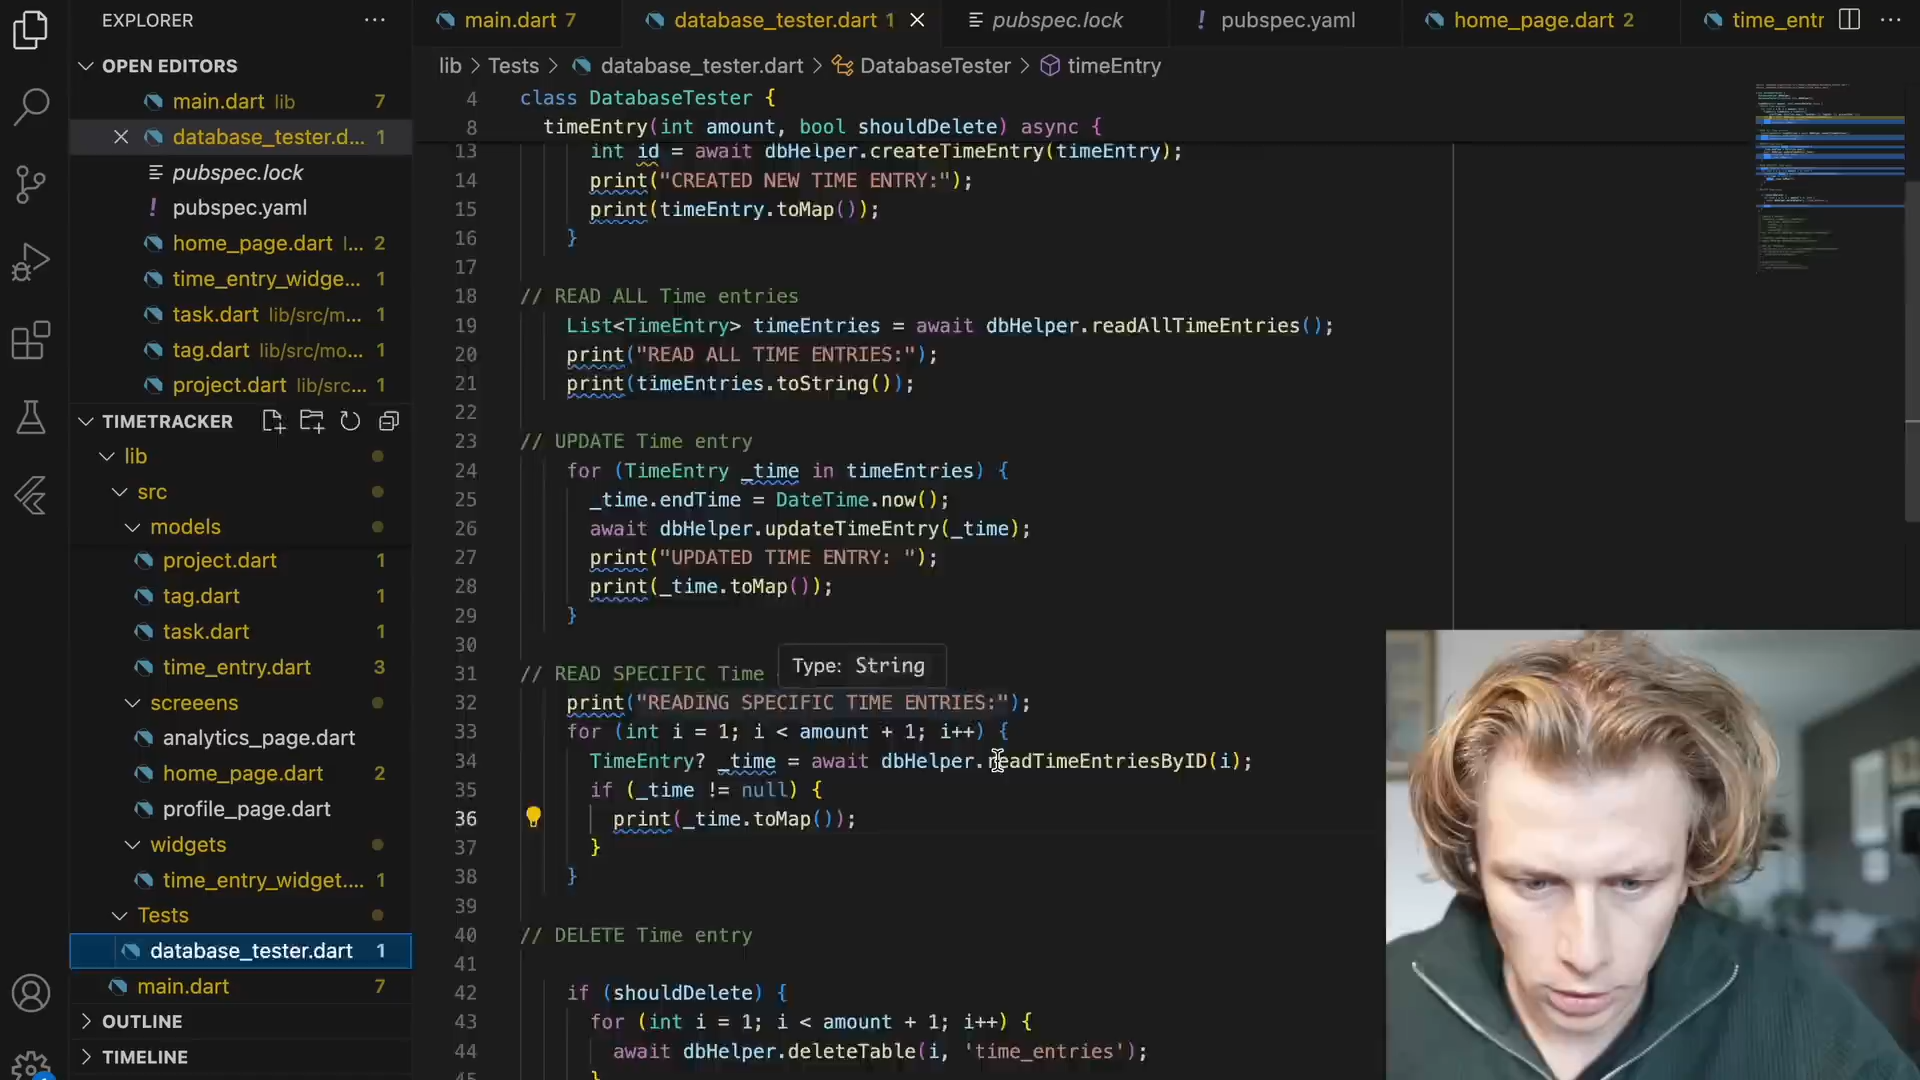 EXPLORER
OPEN EDITORS
main.dart lib 7
database_tester.d... 1
pubspec.lock
pubspec.yaml
home_page.dart l... 2
time_entry_widge... 1
task.dart lib/src/m... 1
tag.dart lib/src/mo... 1
project.dart lib/src... 1
TIMETRACKER
lib
src
models
project.dart 1
tag.dart 1
task.dart 1
time_entry.dart 3
screeens
analytics_page.dart
home_page.dart 2
profile_page.dart
widgets
time_entry_widget.... 1
Tests
database_tester.dart 1
main.dart 7
OUTLINE
TIMELINE
main.dart 7 database_tester.dart 1 pubspec.lock ! pubspec.yaml home_page.dart 2 time_entr
lib > Tests > database_tester.dart > DatabaseTester > timeEntry
4 class DatabaseTester {
8 timeEntry(int amount, bool shouldDelete) async {
13 int id = await dbHelper.createTimeEntry(timeEntry);
14 print("CREATED NEW TIME ENTRY:");
15 print(timeEntry.toMap());
16 }
17
18 // READ ALL Time entries
19 List<TimeEntry> timeEntries = await dbHelper.readAllTimeEntries();
20 print("READ ALL TIME ENTRIES:");
21 print(timeEntries.toString());
22
23 // UPDATE Time entry
24 for (TimeEntry _time in timeEntries) {
25 _time.endTime = DateTime.now();
26 await dbHelper.updateTimeEntry(_time);
27 print("UPDATED TIME ENTRY: ");
28 print(_time.toMap());
29 }
30
Type: String
31 // READ SPECIFIC Time
32 print("READING SPECIFIC TIME ENTRIES:");
33 for (int i = 1; i < amount + 1; i++) {
34 TimeEntry? _time = await dbHelper.readTimeEntriesByID(i);
35 if (_time != null) {
36 print(_time.toMap());
37 }
38 }
39
40 // DELETE Time entry
41
42 if (shouldDelete) {
43 for (int i = 1; i < amount + 1; i++) {
44 await dbHelper.deleteTable(i, 'time_entries');